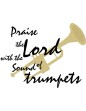 Praise
the Lord
with the
Sound of
trumpets